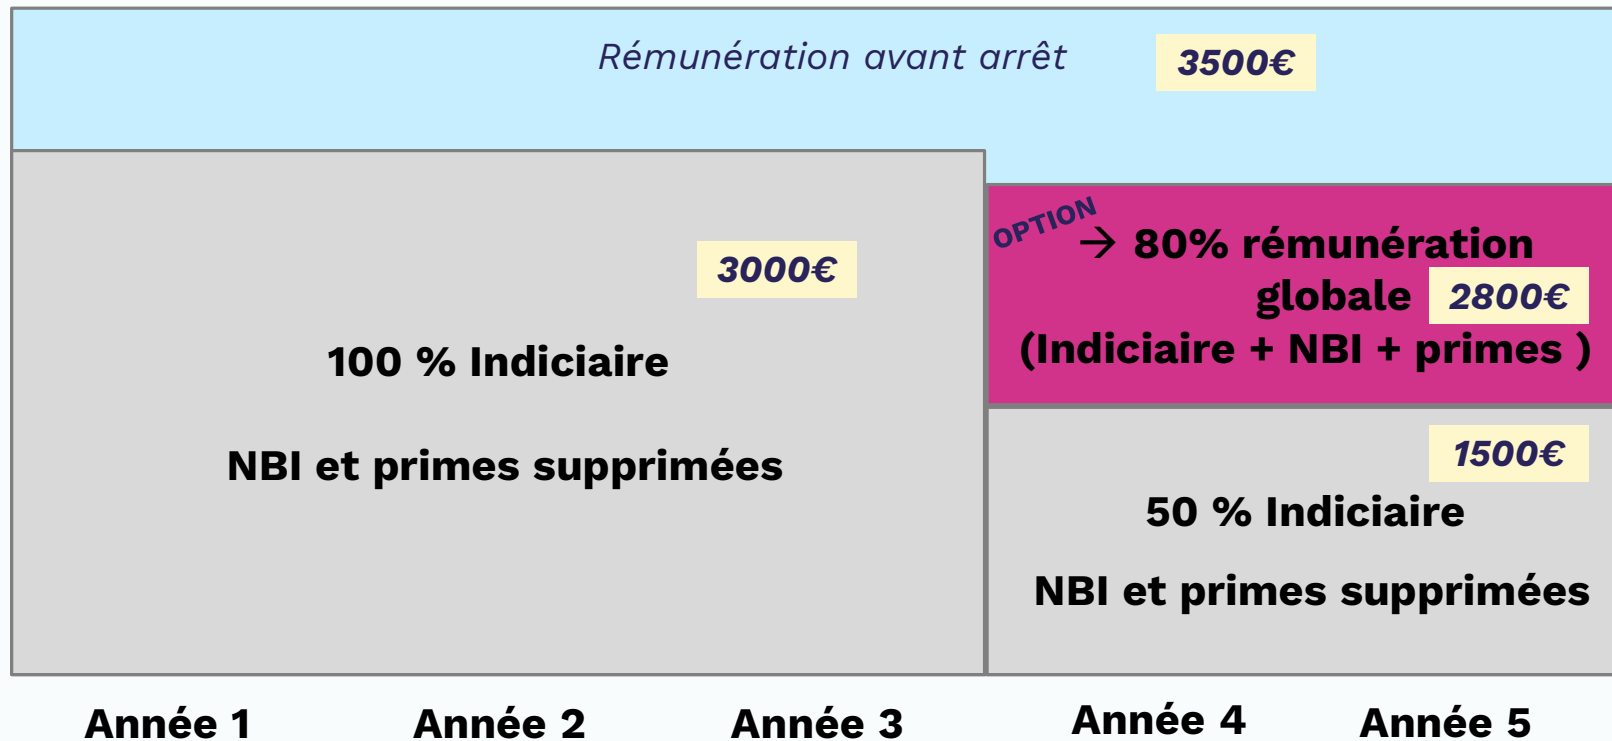 Rémunération avant arrêt 3500€
3000€
100 % Indiciaire
NBI et primes supprimées
OPTION
→ 80% rémunération
globale 2800€
(Indiciaire + NBI + primes )
1500€
50 % Indiciaire
NBI et primes supprimées
Année 1 Année 2 Année 3 Année 4 Année 5